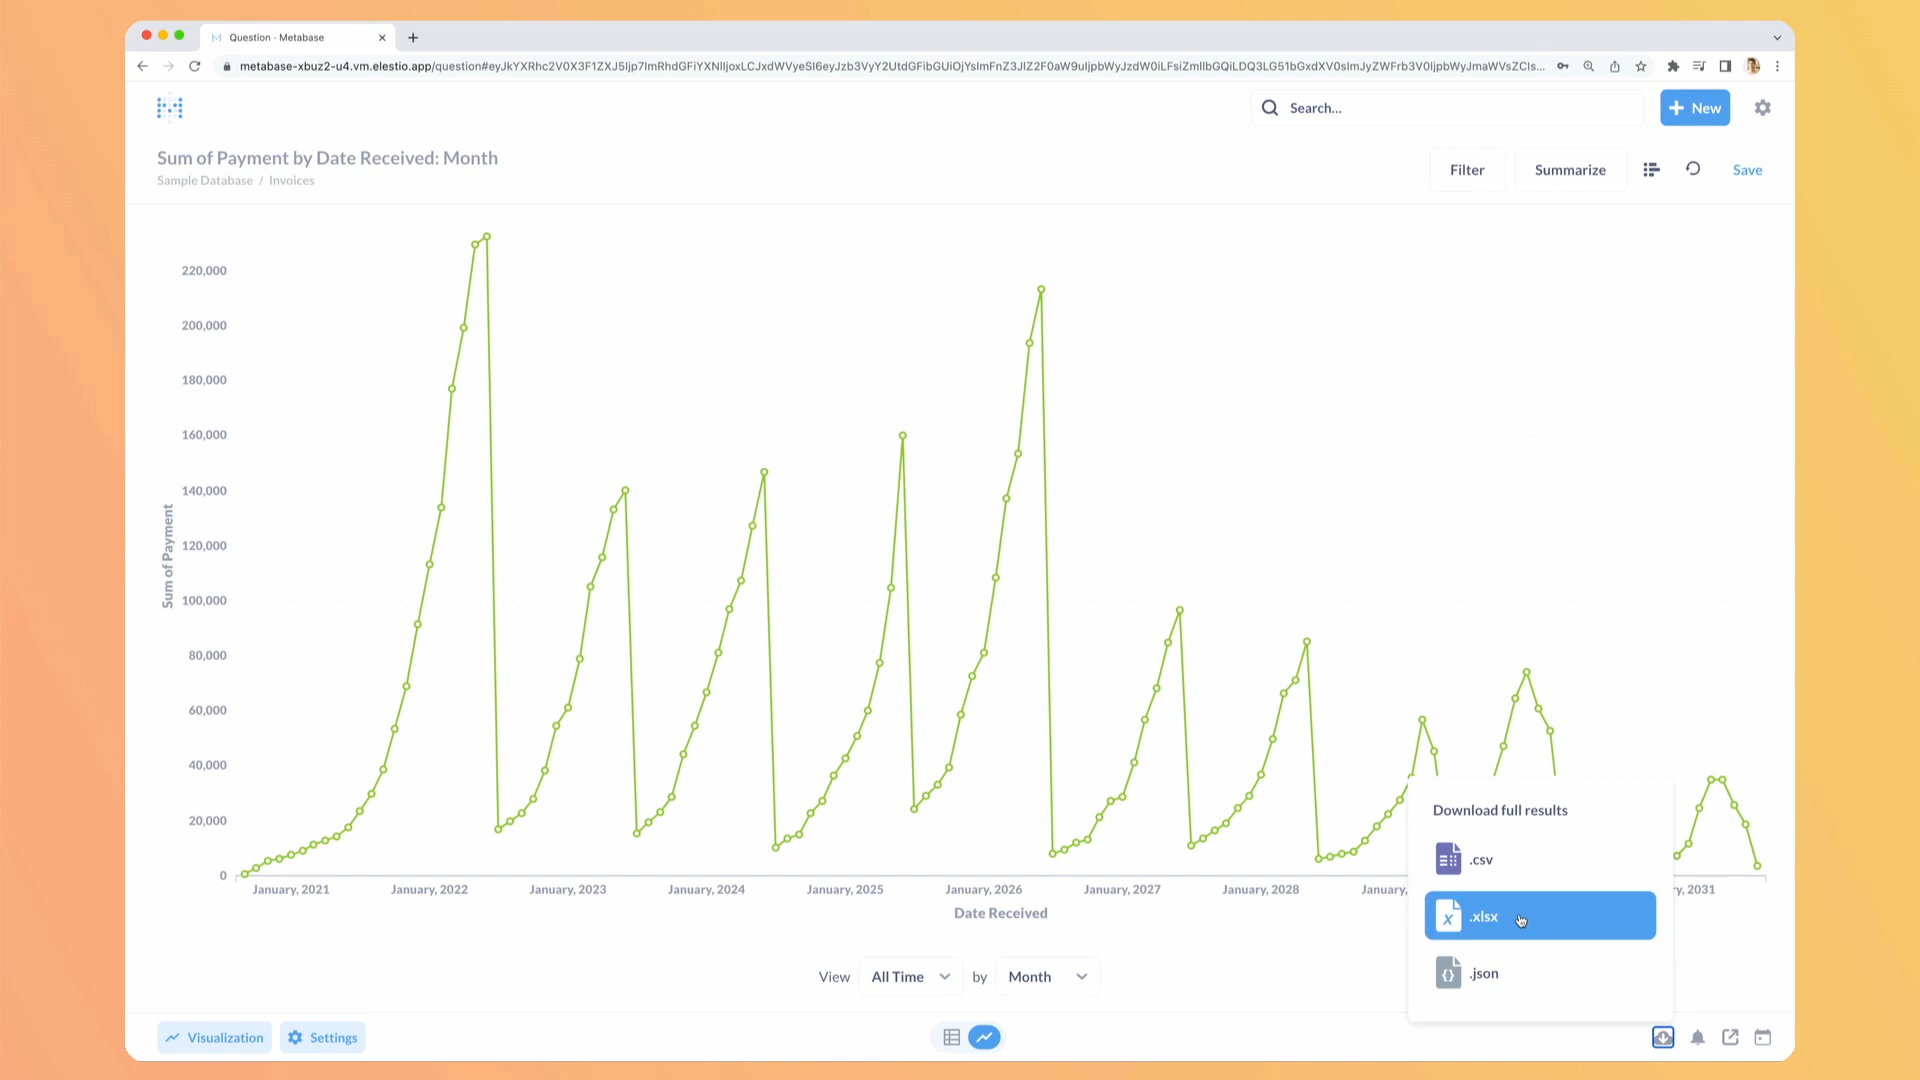 Question · Metabase
metabase-xbuz2-u4.vm.elestio.app/question#
Search...
New
Sum of Payment by Date Received: Month
Sample Database / Invoices
Filter
Summarize
Save
220,000
200,000
180,000
160,000
140,000
120,000
100,000
80,000
60,000
40,000
20,000
0
Sum of Payment
January, 2021
January, 2022
January, 2023
January, 2024
January, 2025
January, 2026
January, 2027
January, 2028
January,
y, 2031
Date Received
Download full results
.csv
.xlsx
.json
View All Time by Month
Visualization
Settings